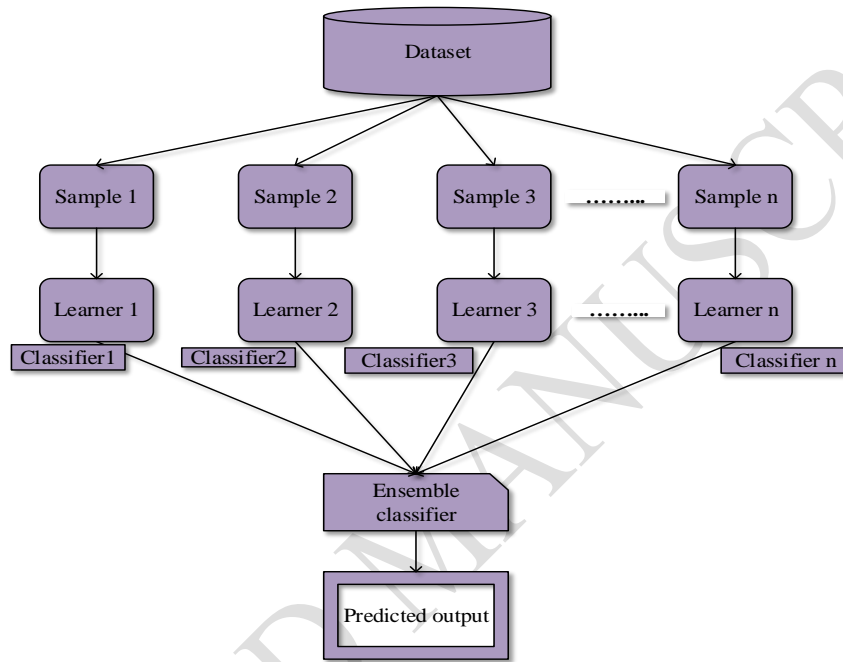 Dataset
Sample 1
Sample 2
Sample 3
.........
Sample n
Learner 1
Learner 2
Learner 3
.........
Learner n
Classifier1
Classifier2
Classifier3
Classifier n
Ensemble
classifier
Predicted output
D MANUSCR